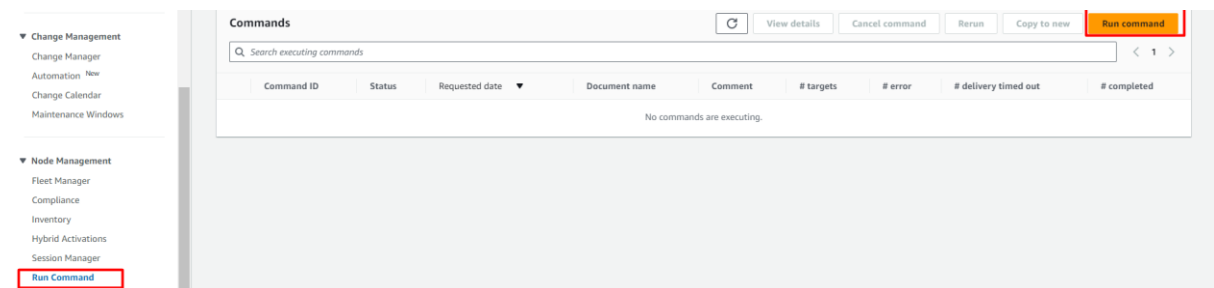 Change Management
Change Manager
Automation New
Change Calendar
Maintenance Windows
Node Management
Fleet Manager
Compliance
Inventory
Hybrid Activations
Session Manager
Run Command
Commands
View details
Cancel command
Rerun
Copy to new
Run command
Search executing commands
1
Command ID Status Requested date Document name Comment # targets # error # delivery timed out # completed
No commands are executing.